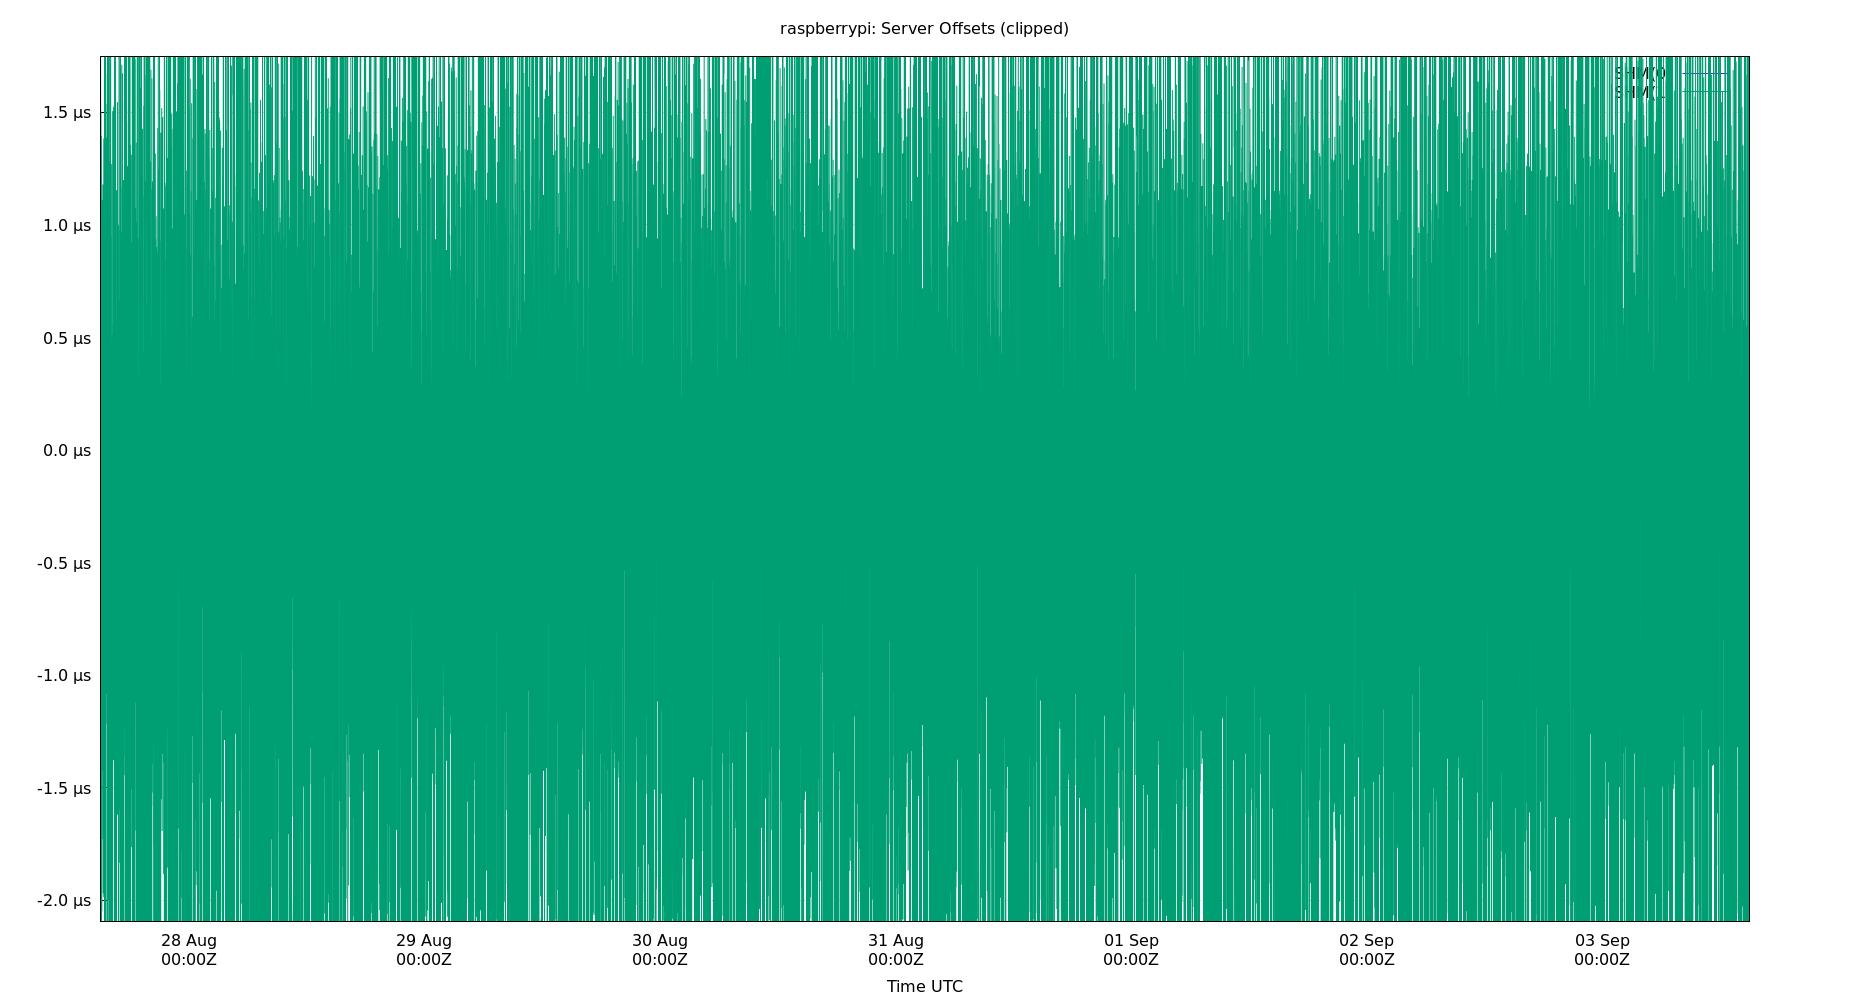 raspberrypi: Server Offsets (clipped)
1.5 µs
1.0 µs
0.5 µs
0.0 µs
-0.5 µs
-1.0 µs
-1.5 µs
-2.0 µs
28 Aug 29 Aug 30 Aug 31 Aug 01 Sep 02 Sep 03 Sep
00:00Z 00:00Z 00:00Z 00:00Z 00:00Z 00:00Z 00:00Z
Time UTC